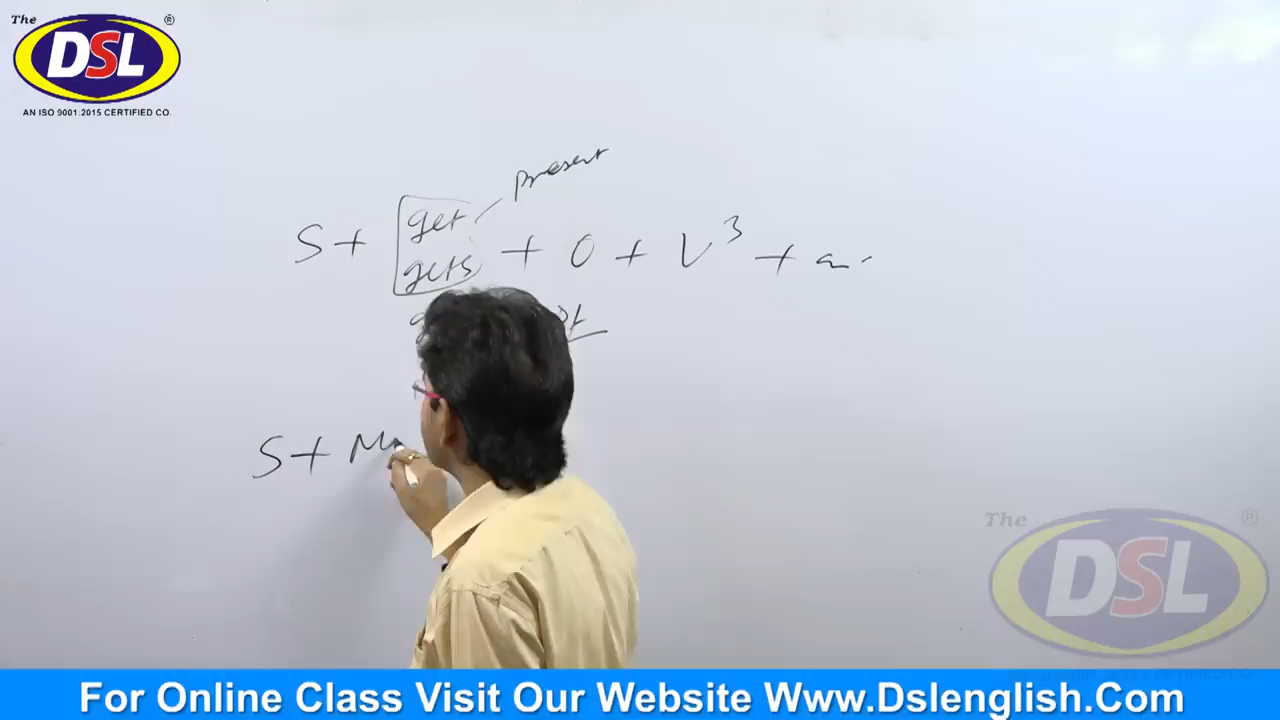 The ®
DSL
AN ISO 9001:2015 CERTIFIED CO.
present
S + get
gets + O + V³ +
S + M
The ®
DSL
For Online Class Visit Our Website Www.Dslenglish.Com